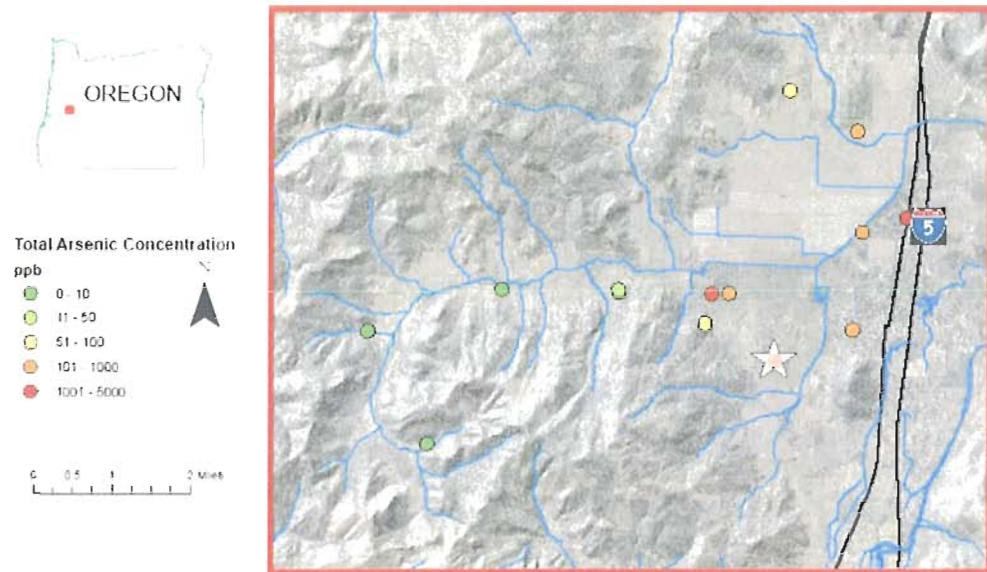 OREGON
Total Arsenic Concentration
ppb
N
0 - 10
11 - 50
51 - 100
101 - 1000
1001 - 5000
0 0.5 1 2 Miles
5